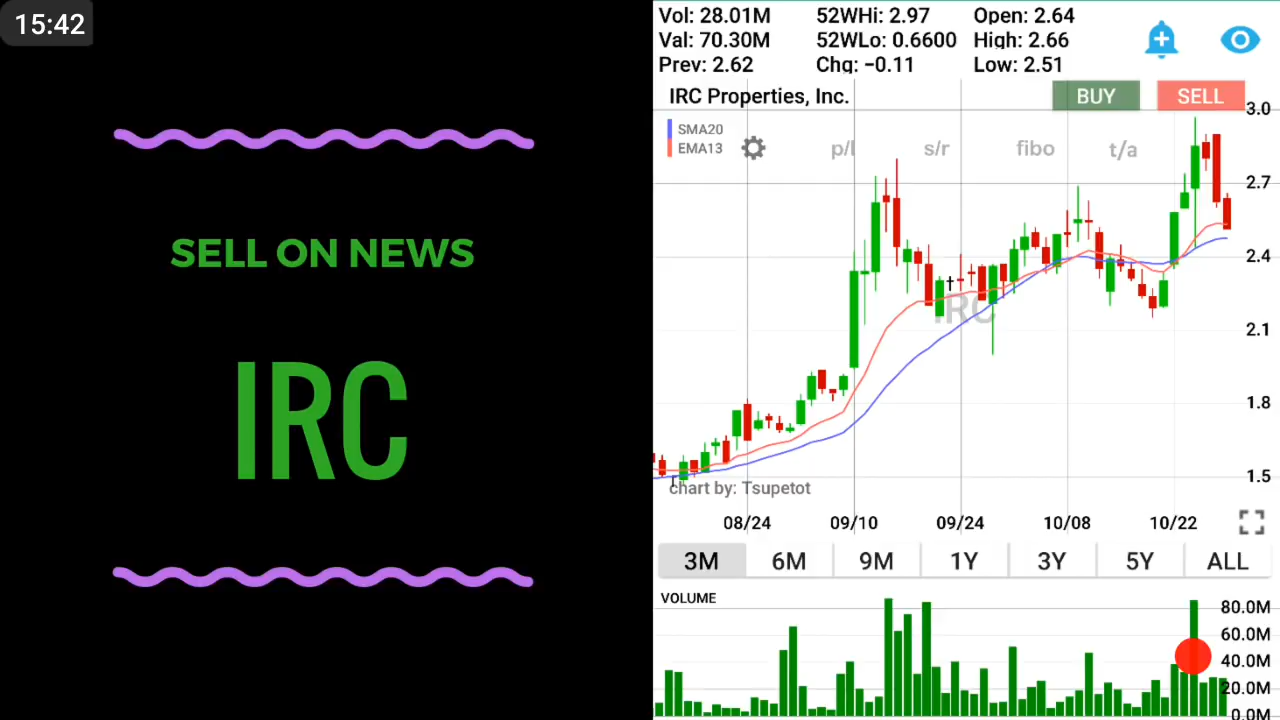 15:42
SELL ON NEWS
IRC
Vol: 28.01M 52WHi: 2.97 Open: 2.64
Val: 70.30M 52WLo: 0.6600 High: 2.66
Prev: 2.62 Chg: −0.11 Low: 2.51
IRC Properties, Inc. BUY SELL
3.0
SMA20
EMA13 p/l s/r fibo t/a
2.7
2.4
IRC
2.1
1.8
1.5
chart by: Tsupetot
08/24 09/10 09/24 10/08 10/22
3M 6M 9M 1Y 3Y 5Y ALL
VOLUME
80.0M
60.0M
40.0M
20.0M
0.0M